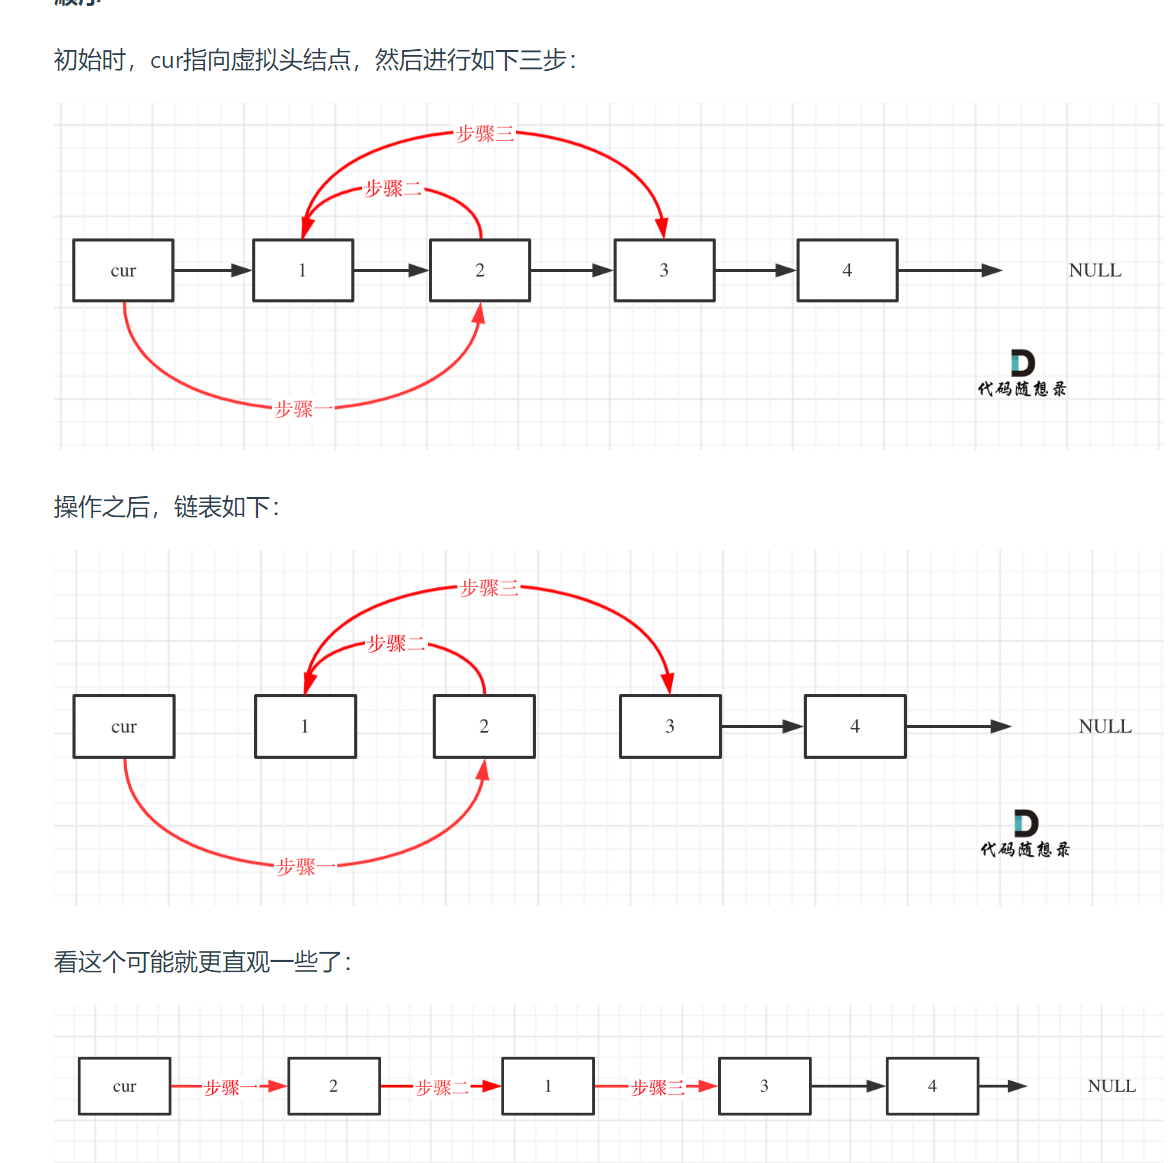 顺序
初始时，cur指向虚拟头结点，然后进行如下三步：
步骤三
步骤二
cur 1 2 3 4 NULL
步骤一
代码随想录
操作之后，链表如下：
步骤三
步骤二
cur 1 2 3 4 NULL
步骤一
代码随想录
看这个可能就更直观一些了：
cur 步骤一 2 步骤二 1 步骤三 3 4 NULL